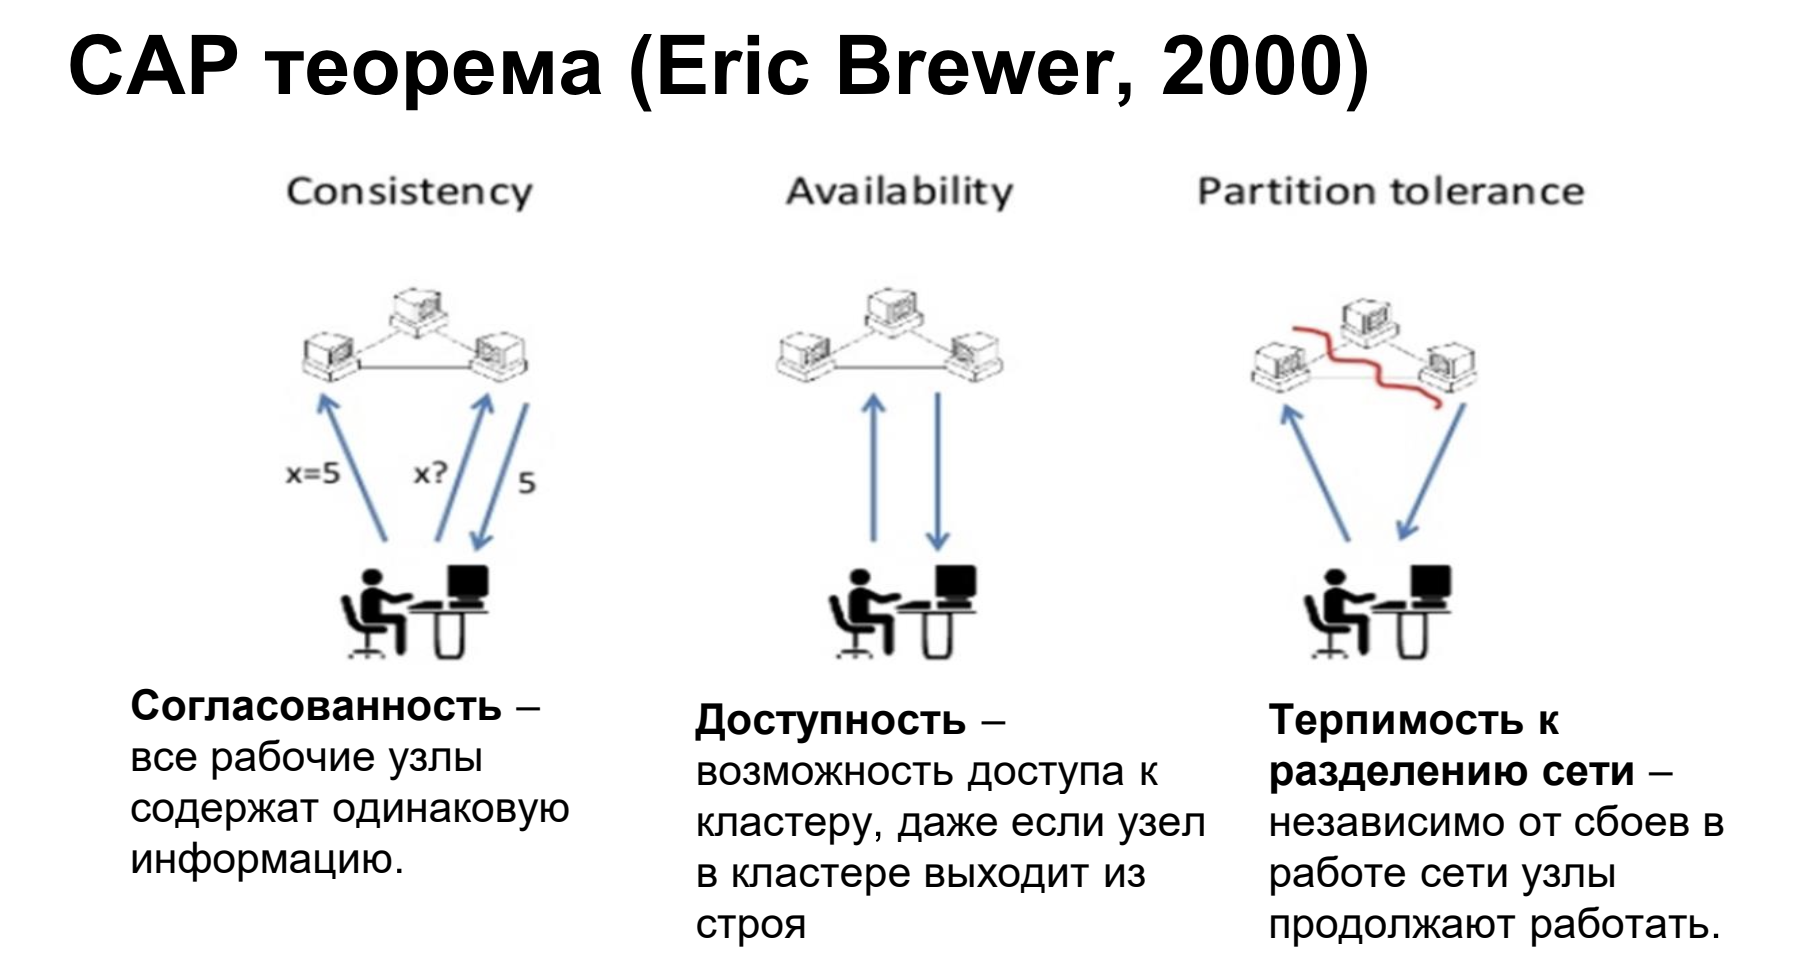 CAP теорема (Eric Brewer, 2000)
Consistency
Availability
Partition tolerance
x=5
x?
5
Согласованность –
все рабочие узлы
содержат одинаковую
информацию.
Доступность –
возможность доступа к
кластеру, даже если узел
в кластере выходит из
строя
Терпимость к
разделению сети –
независимо от сбоев в
работе сети узлы
продолжают работать.